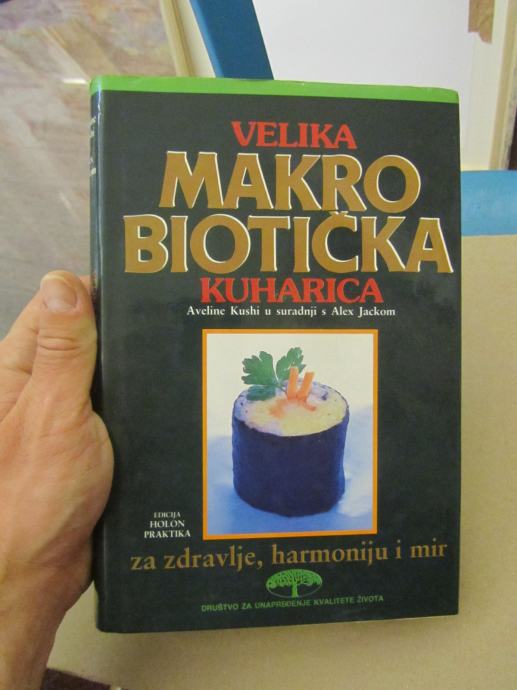 VELIKA
MAKRO
BIOTIČKA
KUHARICA
Aveline Kushi u suradnji s Alex Jackom
EDICIJA
HOLON
PRAKTIKA
za zdravlje, harmoniju i mir
DRUŠTVO ZA UNAPREĐENJE KVALITETE ŽIVOTA